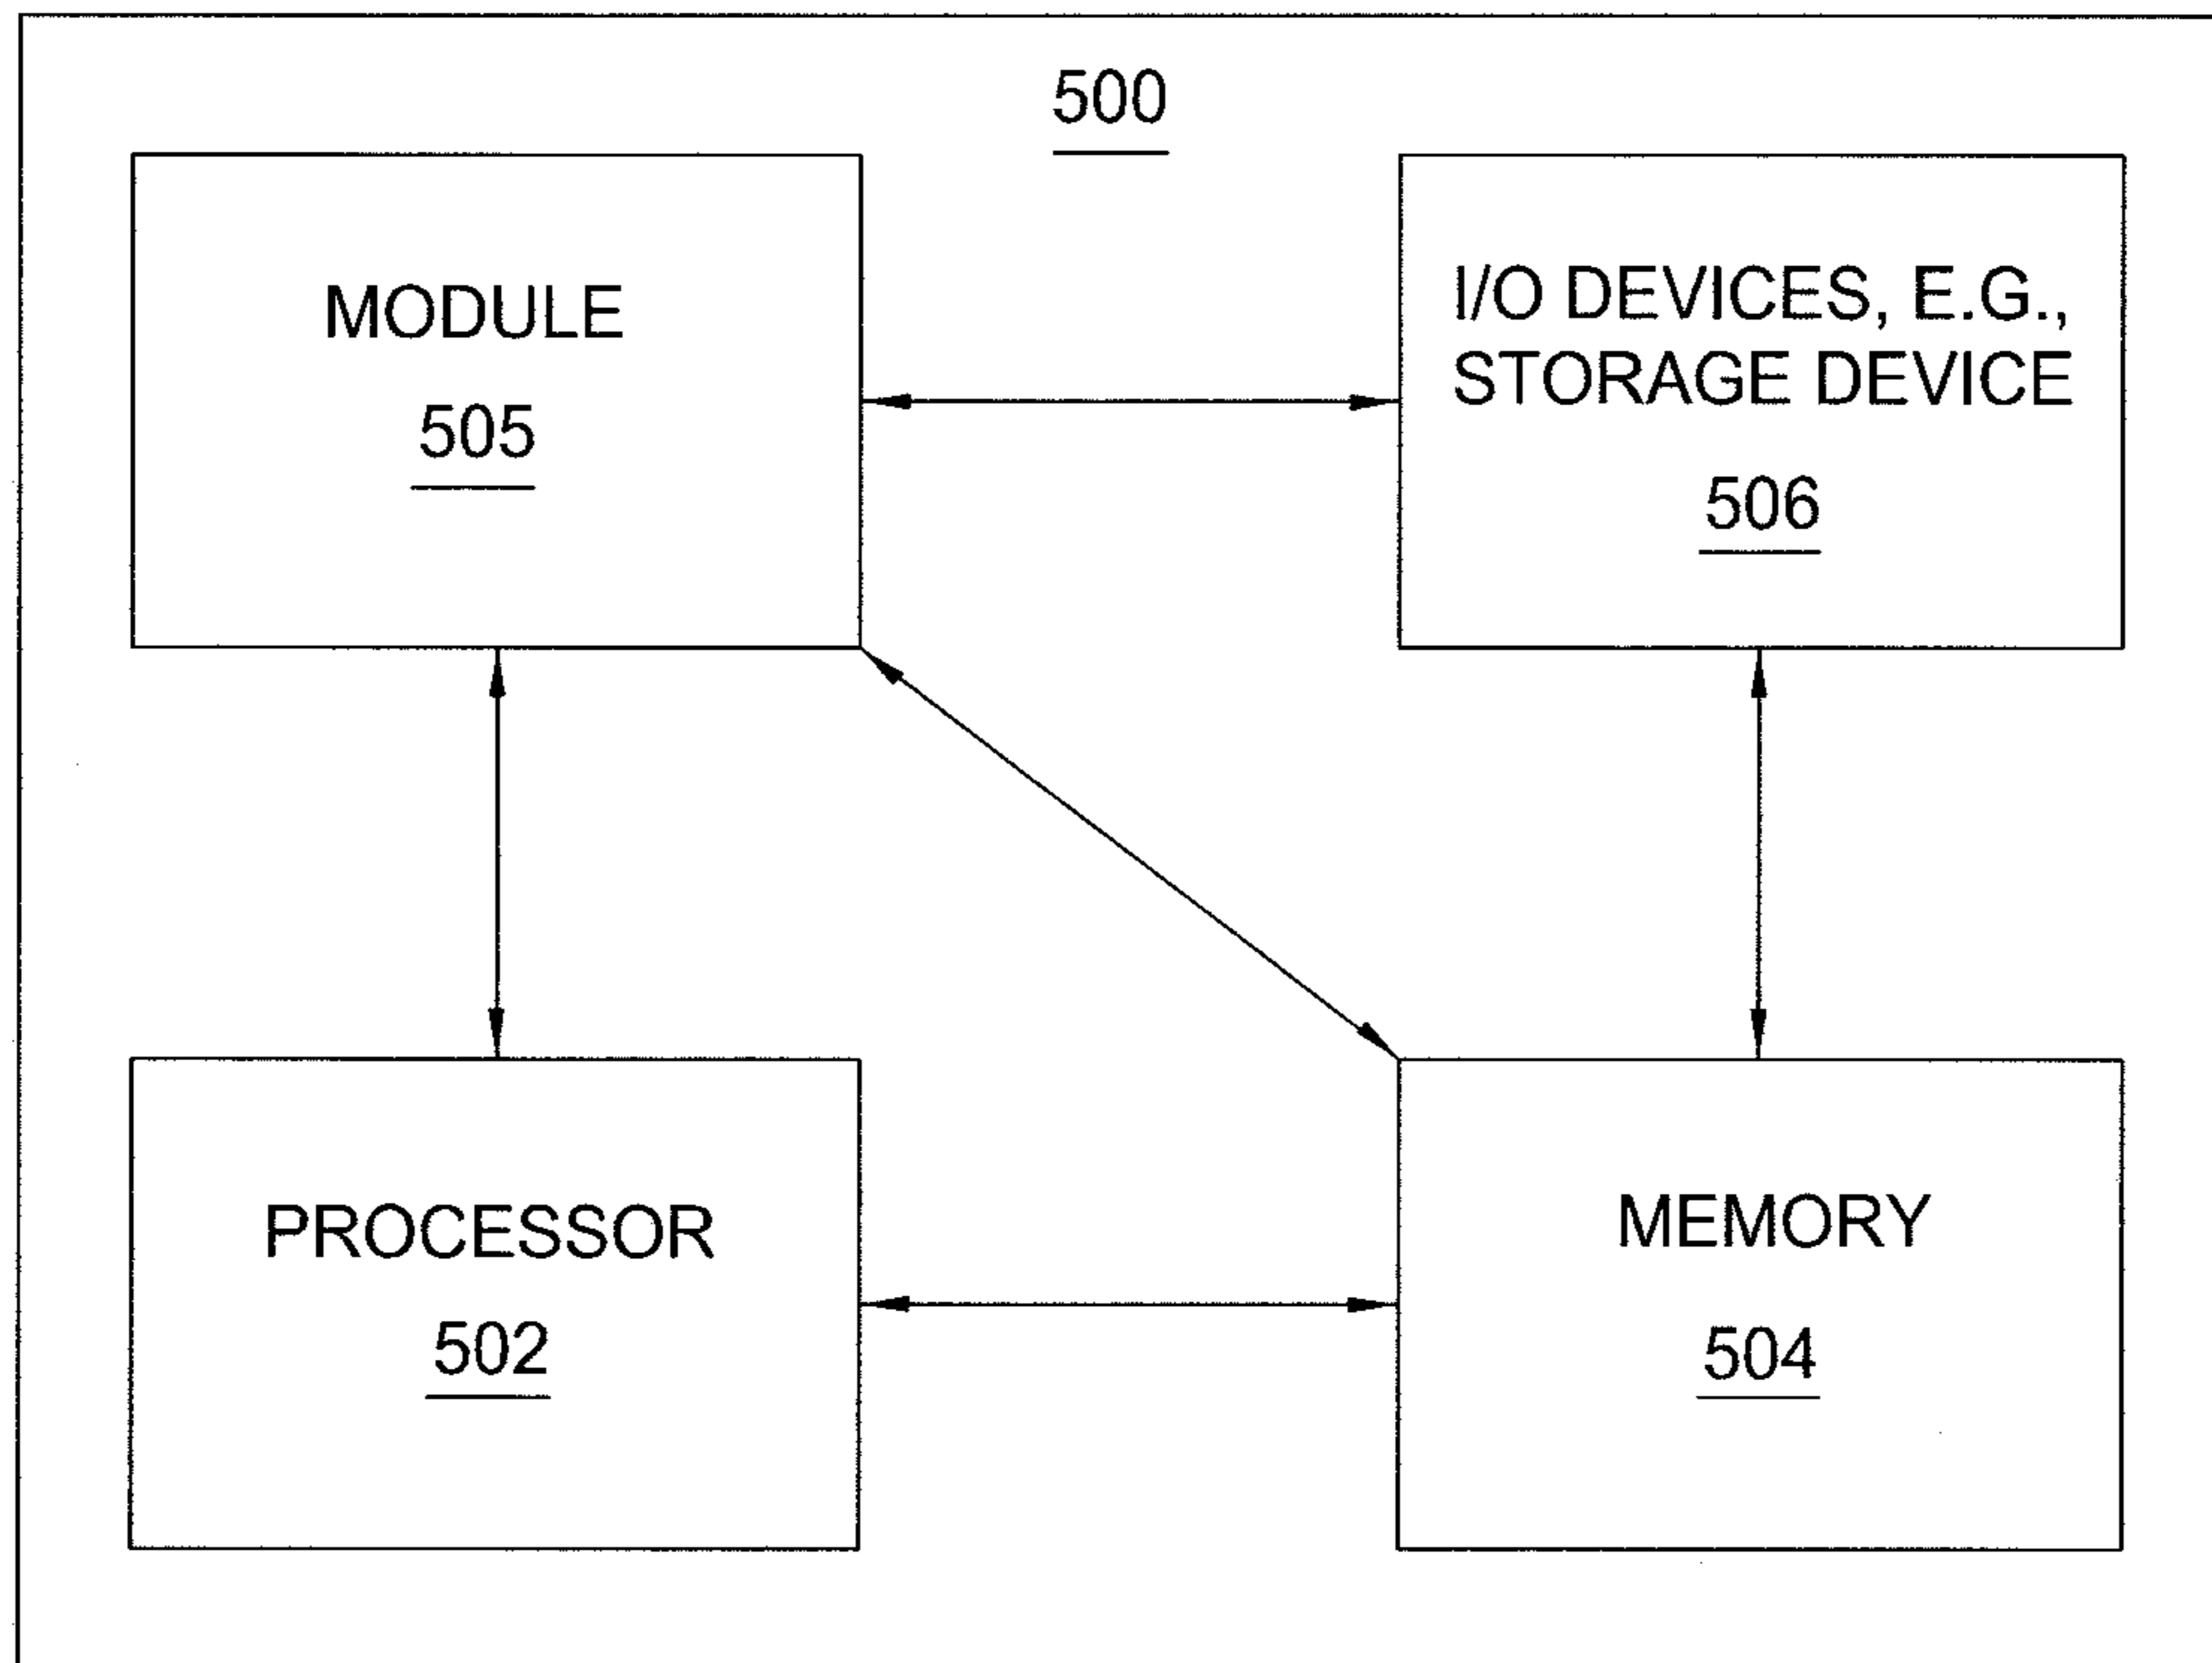 500
MODULE
505
I/O DEVICES, E.G.,
STORAGE DEVICE
506
PROCESSOR
502
MEMORY
504